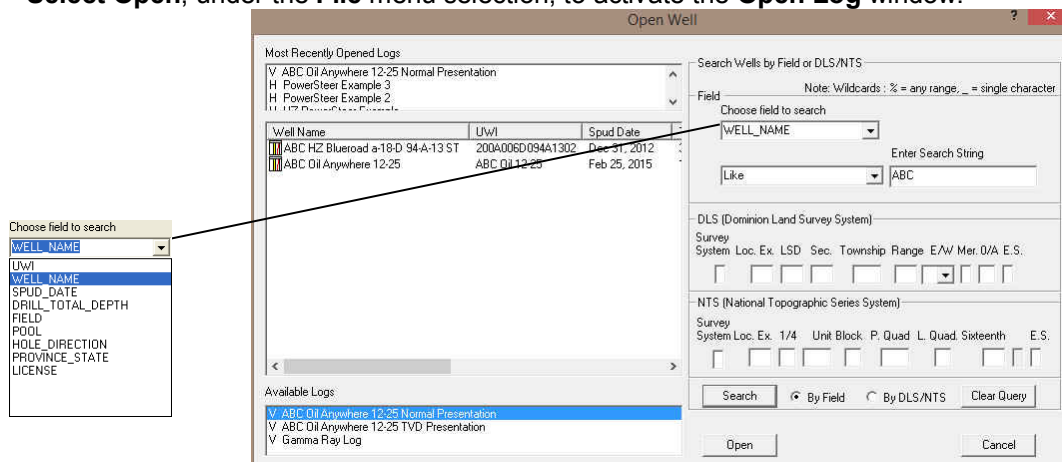 Select Open, under the File menu selection, to activate the Open Log window.
Open Well
?
x
Most Recently Opened Logs
V ABC Oil Anywhere 12-25 Normal Presentation
H PowerSteer Example 3
H PowerSteer Example 2
Well Name UWI Spud Date
ABC HZ Blueroad a-18-D 94-A-13 ST 200A006D094A1302 Dec 31, 2012
ABC Oil Anywhere 12-25 ABC Oil 12-25 Feb 25, 2015
<
>
Available Logs
V ABC Oil Anywhere 12-25 Normal Presentation
V ABC Oil Anywhere 12-25 TVD Presentation
V Gamma Ray Log
Search Wells by Field or DLS/NTS
Note: Wildcards : % = any range, _ = single character
Field
Choose field to search
WELL_NAME
Enter Search String
Like ABC
DLS (Dominion Land Survey System)
Survey
System Loc. Ex. LSD Sec. Township Range E/W Mer. O/A E.S.
NTS (National Topographic Series System)
Survey
System Loc. Ex. 1/4 Unit Block P. Quad L. Quad. Sixteenth E.S.
Search By Field By DLS/NTS Clear Query
Open Cancel
Choose field to search
WELL_NAME
UWI
WELL_NAME
SPUD_DATE
DRILL_TOTAL_DEPTH
FIELD
POOL
HOLE_DIRECTION
PROVINCE_STATE
LICENSE